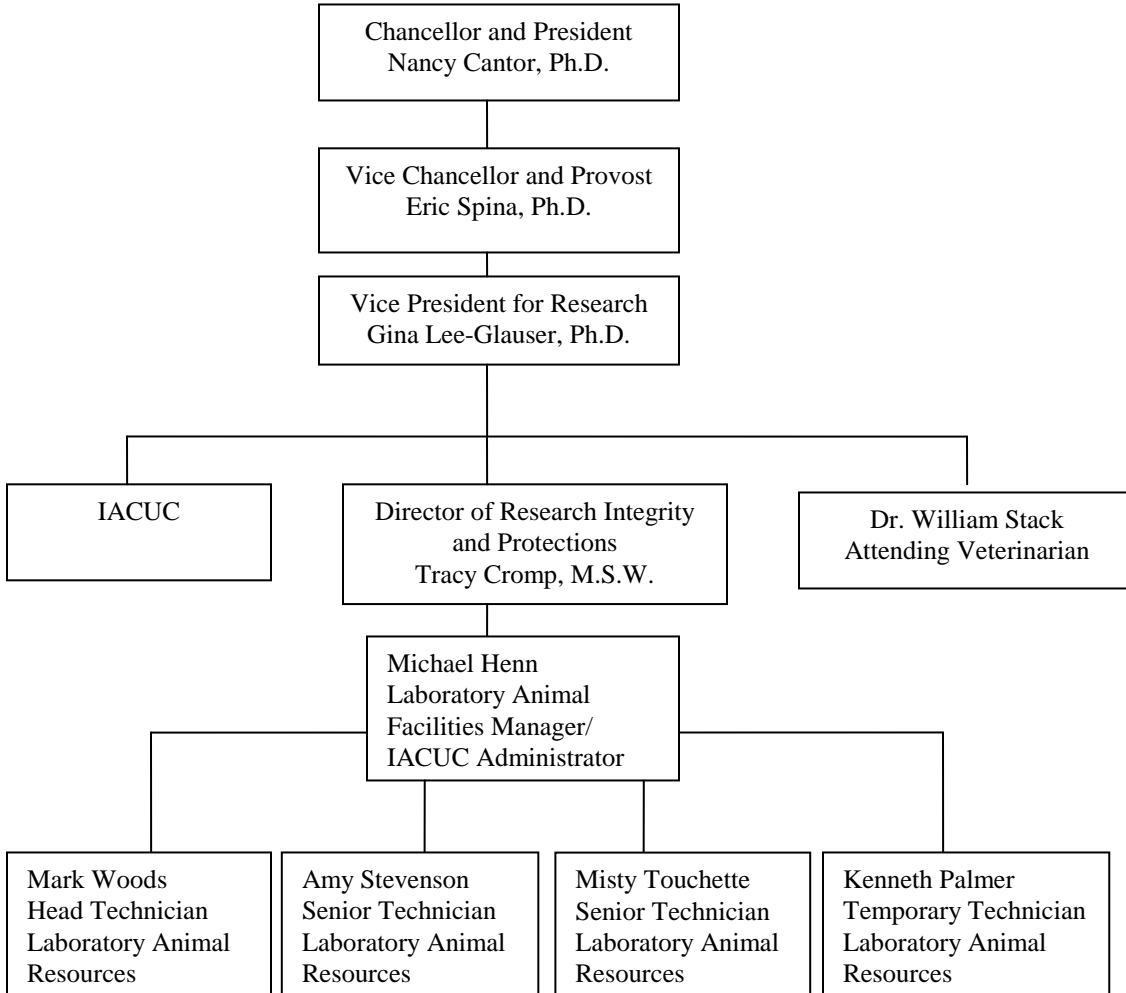 Chancellor and President
Nancy Cantor, Ph.D.
Vice Chancellor and Provost
Eric Spina, Ph.D.
Vice President for Research
Gina Lee-Glauser, Ph.D.
IACUC
Director of Research Integrity
and Protections
Tracy Cromp, M.S.W.
Dr. William Stack
Attending Veterinarian
Michael Henn
Laboratory Animal
Facilities Manager/
IACUC Administrator
Mark Woods
Head Technician
Laboratory Animal
Resources
Amy Stevenson
Senior Technician
Laboratory Animal
Resources
Misty Touchette
Senior Technician
Laboratory Animal
Resources
Kenneth Palmer
Temporary Technician
Laboratory Animal
Resources